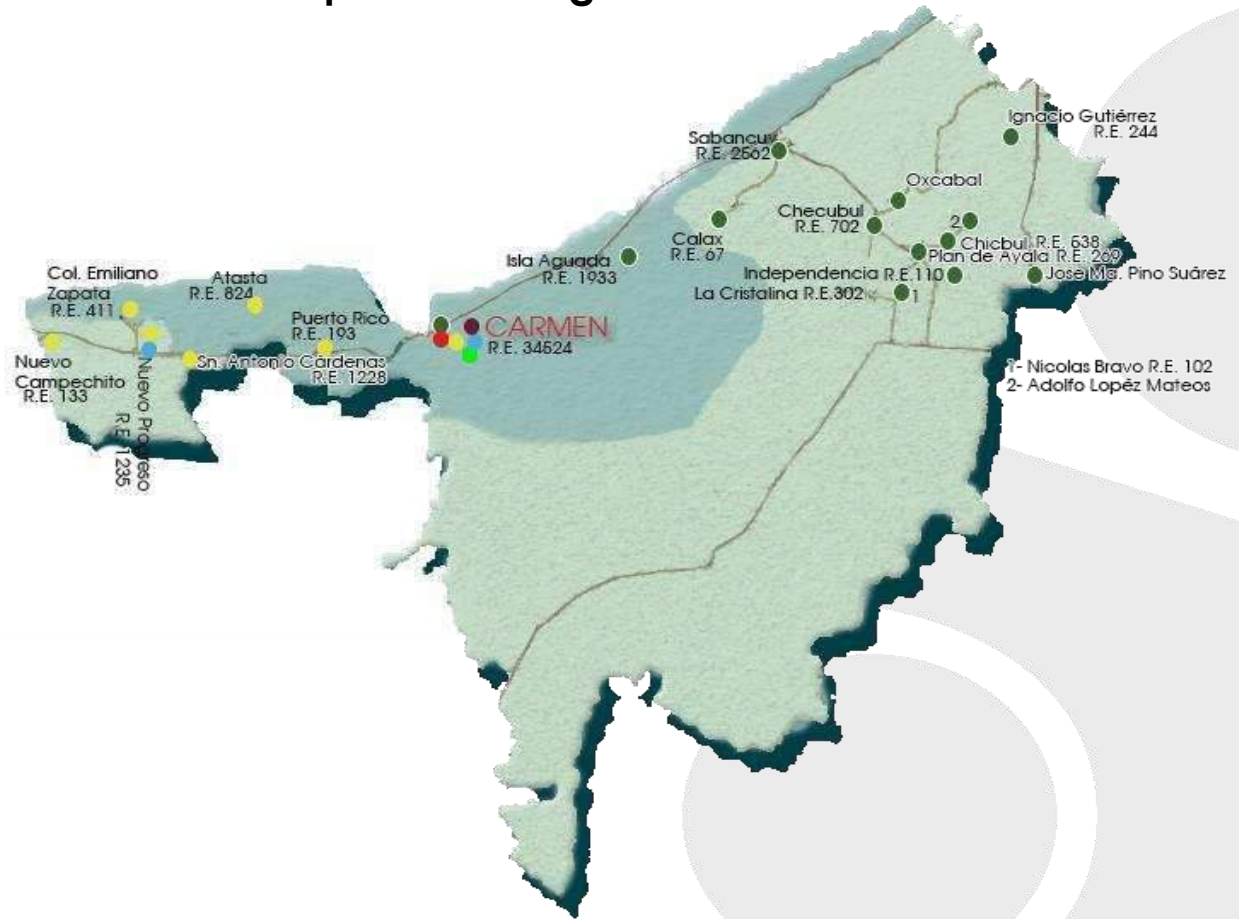 Ignacio Gutiérrez
R.E. 244
Sabancuy
R.E. 2562
Oxcabal
Checubul
R.E. 702
2
Calax
R.E. 67
Chicbul R.E. 638
Plan de Ayala R.E. 269
Isla Aguada
R.E. 1933
Independencia R.E.110
Jose Ma. Pino Suárez
La Cristalina R.E.302
1
Col. Emiliano
Zapata
R.E. 411
Atasta
R.E. 824
Puerto Rico
R.E. 193
CARMEN
R.E. 34524
Nuevo
Campechito
R.E. 133
Sn. Antonio Cárdenas
R.E. 1228
Nuevo Progreso
R.E. 1235
1- Nicolas Bravo R.E. 102
2- Adolfo Lopéz Mateos